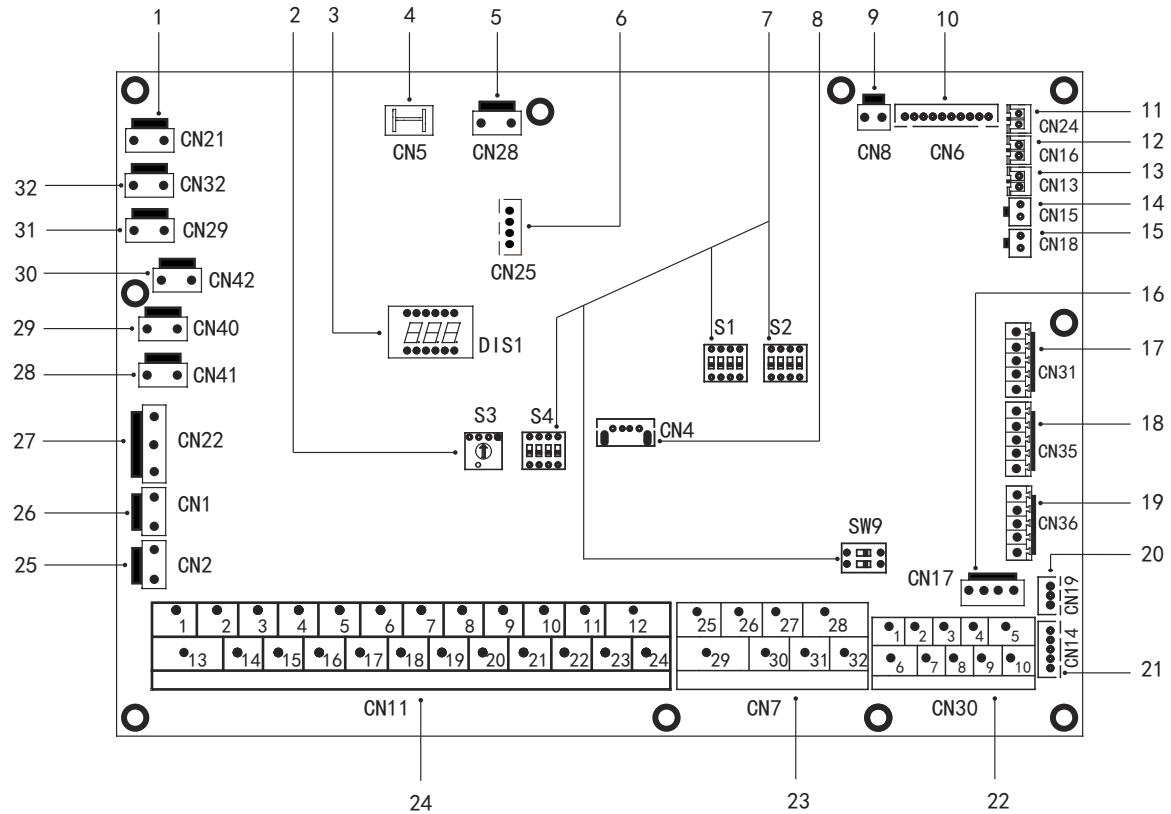 1 2 3 4 5 6 7 8 9 10
CN21 CN5 CN28 CN8 CN6 CN24 11
CN16 12
32 CN32 CN13 13
CN15 14
31 CN29 CN18 15
CN25
30 CN42
16
29 CN40 DIS1 S1 S2
CN31 17
28 CN41
S3 S4 CN4
27 CN22 CN35 18
26 CN1 CN36 19
SW9
25 CN2 CN17 CN19 20
1 2 3 4 5 6 7 8 9 10 11 12 25 26 27 28 1 2 3 4 5
13 14 15 16 17 18 19 20 21 22 23 24 29 30 31 32 6 7 8 9 10
CN14 21
CN11 CN7 CN30
24 23 22